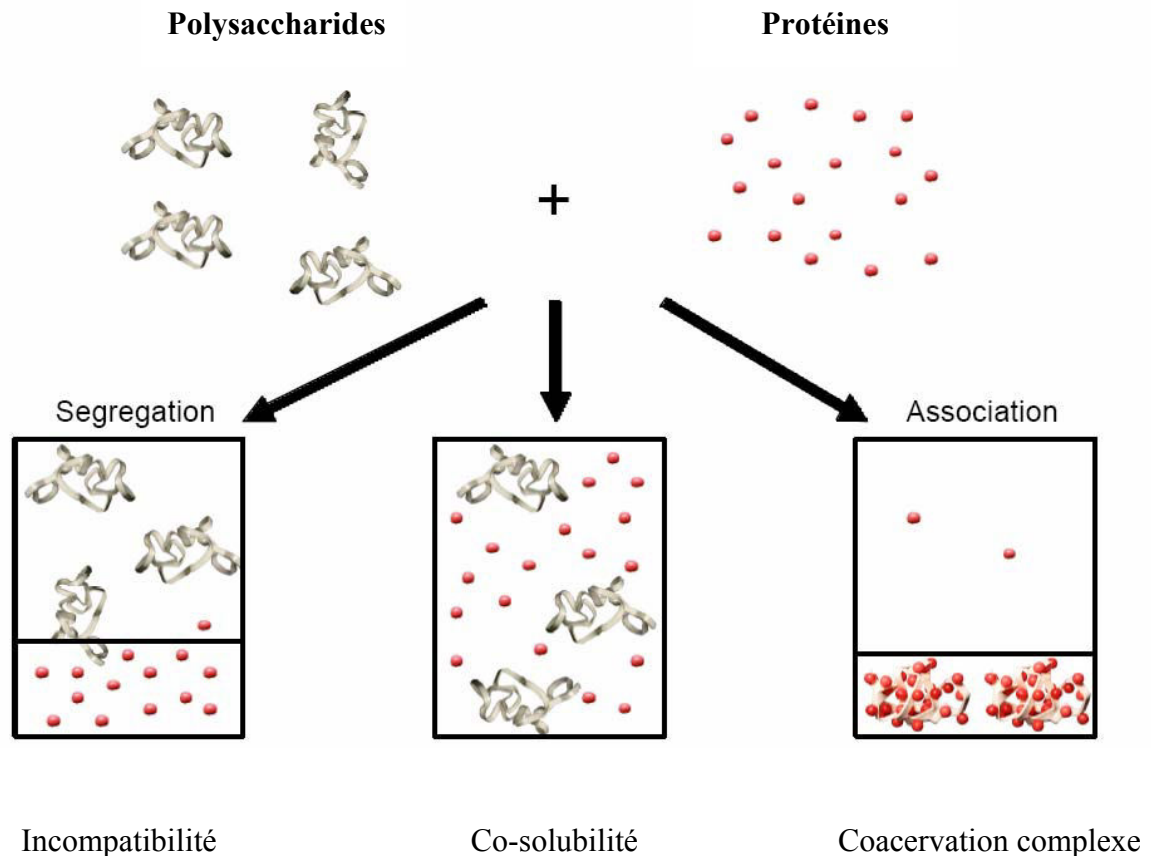 Polysaccharides Protéines
+
Segregation Association
Incompatibilité Co-solubilité Coacervation complexe